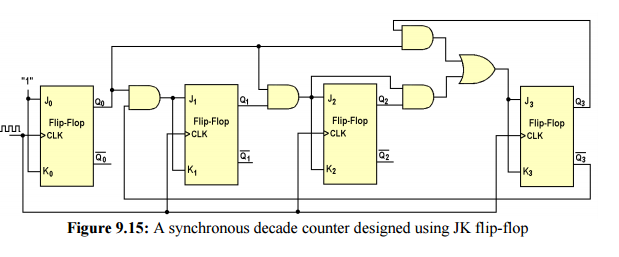 "1"
J0 Q0
Flip-Flop
CLK
Q0
K0
J1 Q1
Flip-Flop
CLK
Q1
K1
J2 Q2
Flip-Flop
CLK
Q2
K2
J3 Q3
Flip-Flop
CLK
Q3
K3
Figure 9.15: A synchronous decade counter designed using JK flip-flop